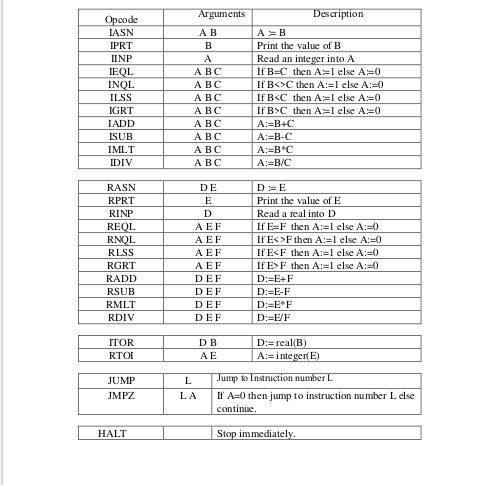 Opcode Arguments Description
IASN A B A := B
IPRT B Print the value of B
IINP A Read an integer into A
IEQL A B C If B=C then A:=1 else A:=0
INQL A B C If B<>C then A:=1 else A:=0
ILSS A B C If B<C then A:=1 else A:=0
IGRT A B C If B>C then A:=1 else A:=0
IADD A B C A:=B+C
ISUB A B C A:=B-C
IMLT A B C A:=B*C
IDIV A B C A:=B/C
RASN D E D := E
RPRT E Print the value of E
RINP D Read a real into D
REQL A E F If E=F then A:=1 else A:=0
RNQL A E F If E<>F then A:=1 else A:=0
RLSS A E F If E<F then A:=1 else A:=0
RGRT A E F If E>F then A:=1 else A:=0
RADD D E F D:=E+F
RSUB D E F D:=E-F
RMLT D E F D:=E*F
RDIV D E F D:=E/F
ITOR D B D:= real(B)
RTOI A E A:= integer(E)
JUMP L Jump to Instruction number L
JMPZ L A If A=0 then jump to instruction number L else
continue.
HALT Stop immediately.